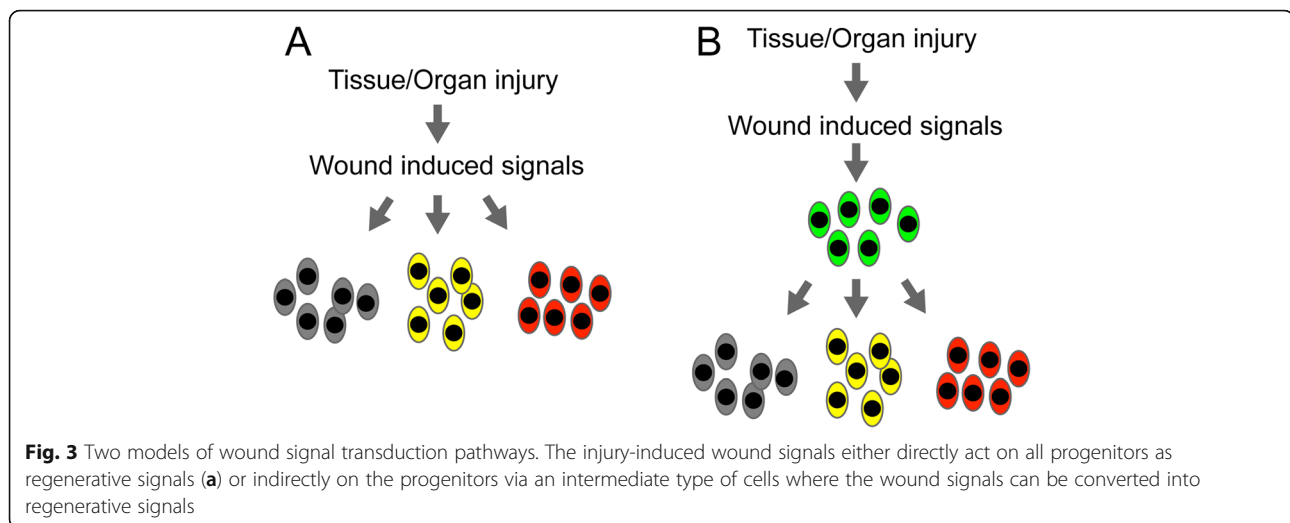 A
Tissue/Organ injury
Wound induced signals
B
Tissue/Organ injury
Wound induced signals
Fig. 3 Two models of wound signal transduction pathways. The injury-induced wound signals either directly act on all progenitors as
regenerative signals (a) or indirectly on the progenitors via an intermediate type of cells where the wound signals can be converted into
regenerative signals